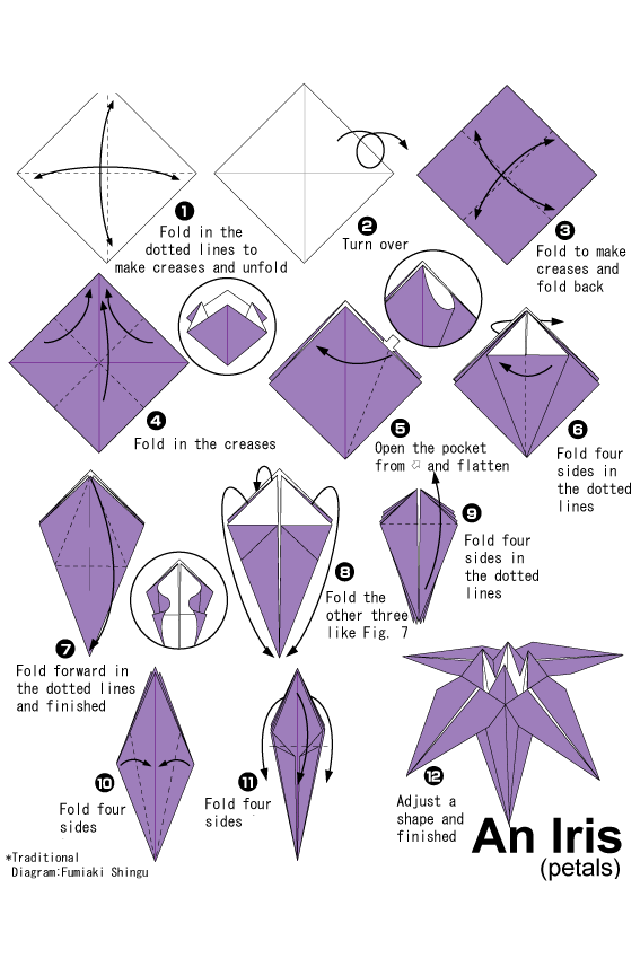 1
Fold in the
dotted lines to
make creases and unfold
2
Turn over
3
Fold to make
creases and
fold back
4
Fold in the creases
5
Open the pocket
from ⇧ and flatten
6
Fold four
sides in
the dotted
lines
7
Fold forward in
the dotted lines
and finished
8
Fold the
other three
like Fig. 7
9
Fold four
sides in
the dotted
lines
10
Fold four
sides
11
Fold four
sides
12
Adjust a
shape and
finished
An Iris
(petals)
*Traditional
Diagram:Fumiaki Shingu